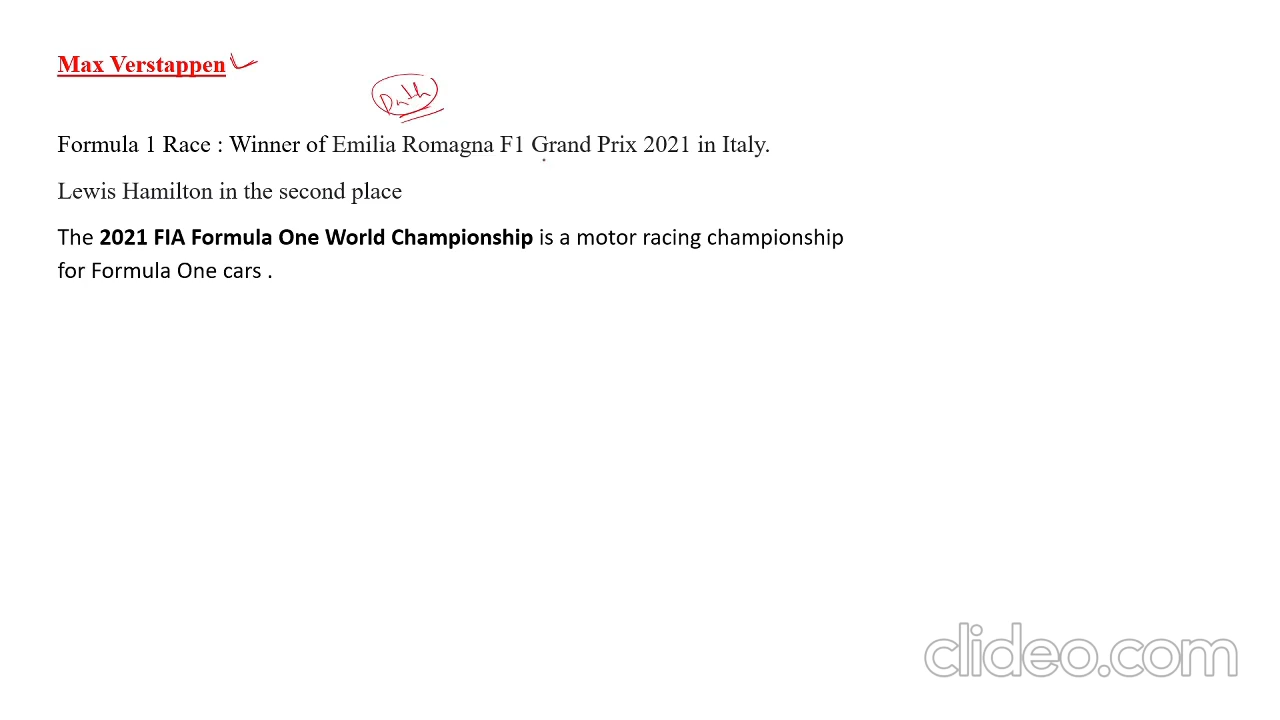 Max Verstappen
Formula 1 Race : Winner of Emilia Romagna F1 Grand Prix 2021 in Italy.
Lewis Hamilton in the second place
The 2021 FIA Formula One World Championship is a motor racing championship
for Formula One cars .
clideo.com